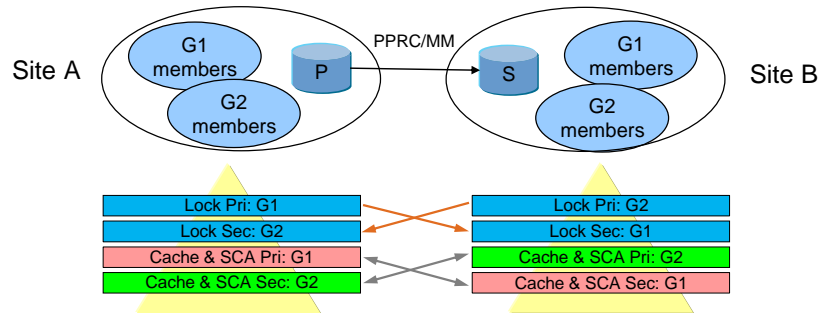 Site A
G1
members
G2
members
P
PPRC/MM
S
G1
members
G2
members
Site B
Lock Pri: G1
Lock Sec: G2
Cache & SCA Pri: G1
Cache & SCA Sec: G2
Lock Pri: G2
Lock Sec: G1
Cache & SCA Pri: G2
Cache & SCA Sec: G1